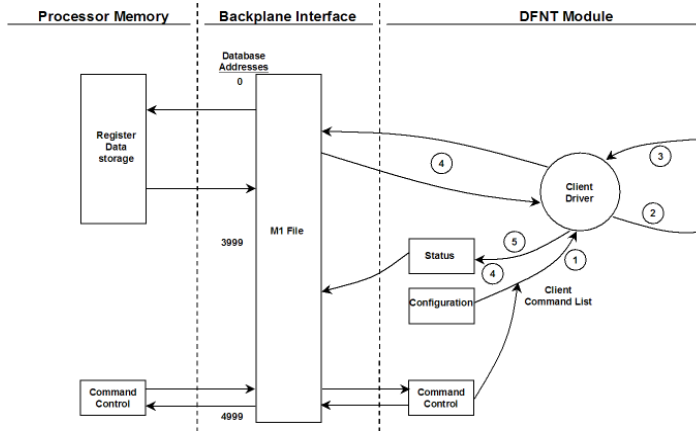 Processor Memory
Backplane Interface
DFNT Module
Database
Addresses
0
Register
Data
storage
4
3
Client
Driver
2
M1 File
3999
5
Status
4
1
Configuration
Client
Command List
Command
Control
Command
Control
4999